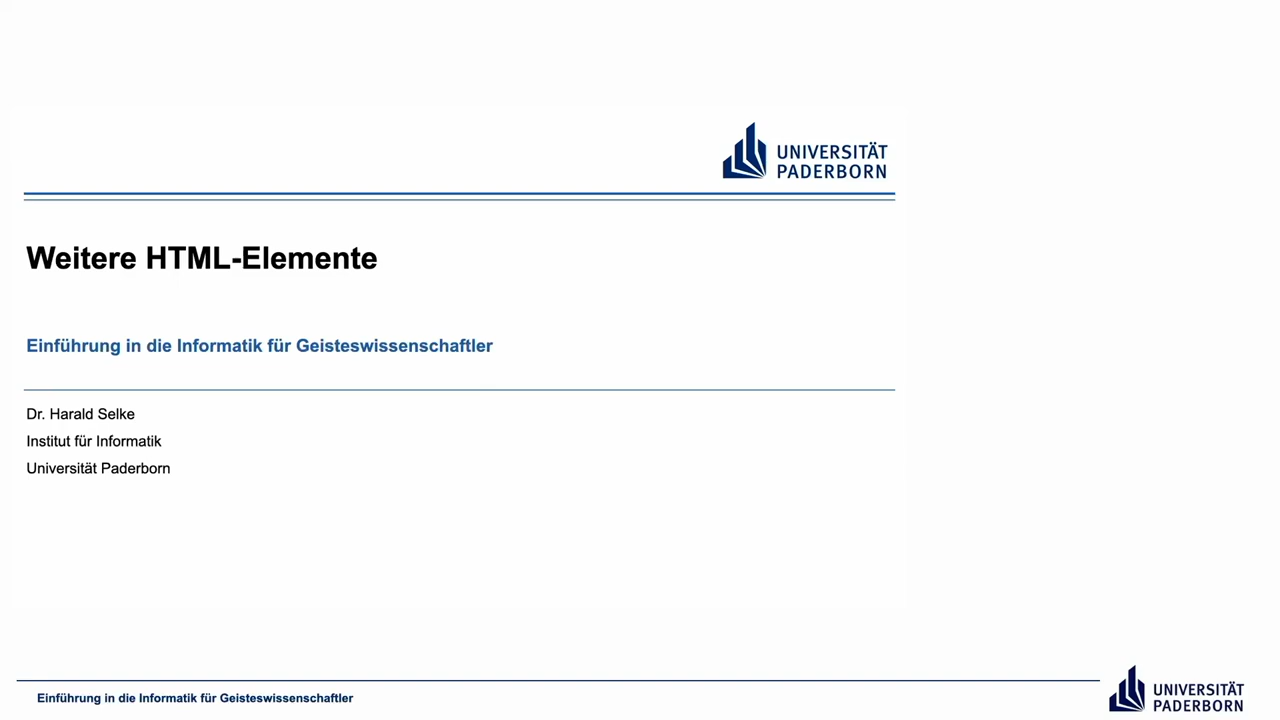 UNIVERSITÄT
PADERBORN
Weitere HTML-Elemente
Einführung in die Informatik für Geisteswissenschaftler
Dr. Harald Selke
Institut für Informatik
Universität Paderborn
Einführung in die Informatik für Geisteswissenschaftler
UNIVERSITÄT
PADERBORN